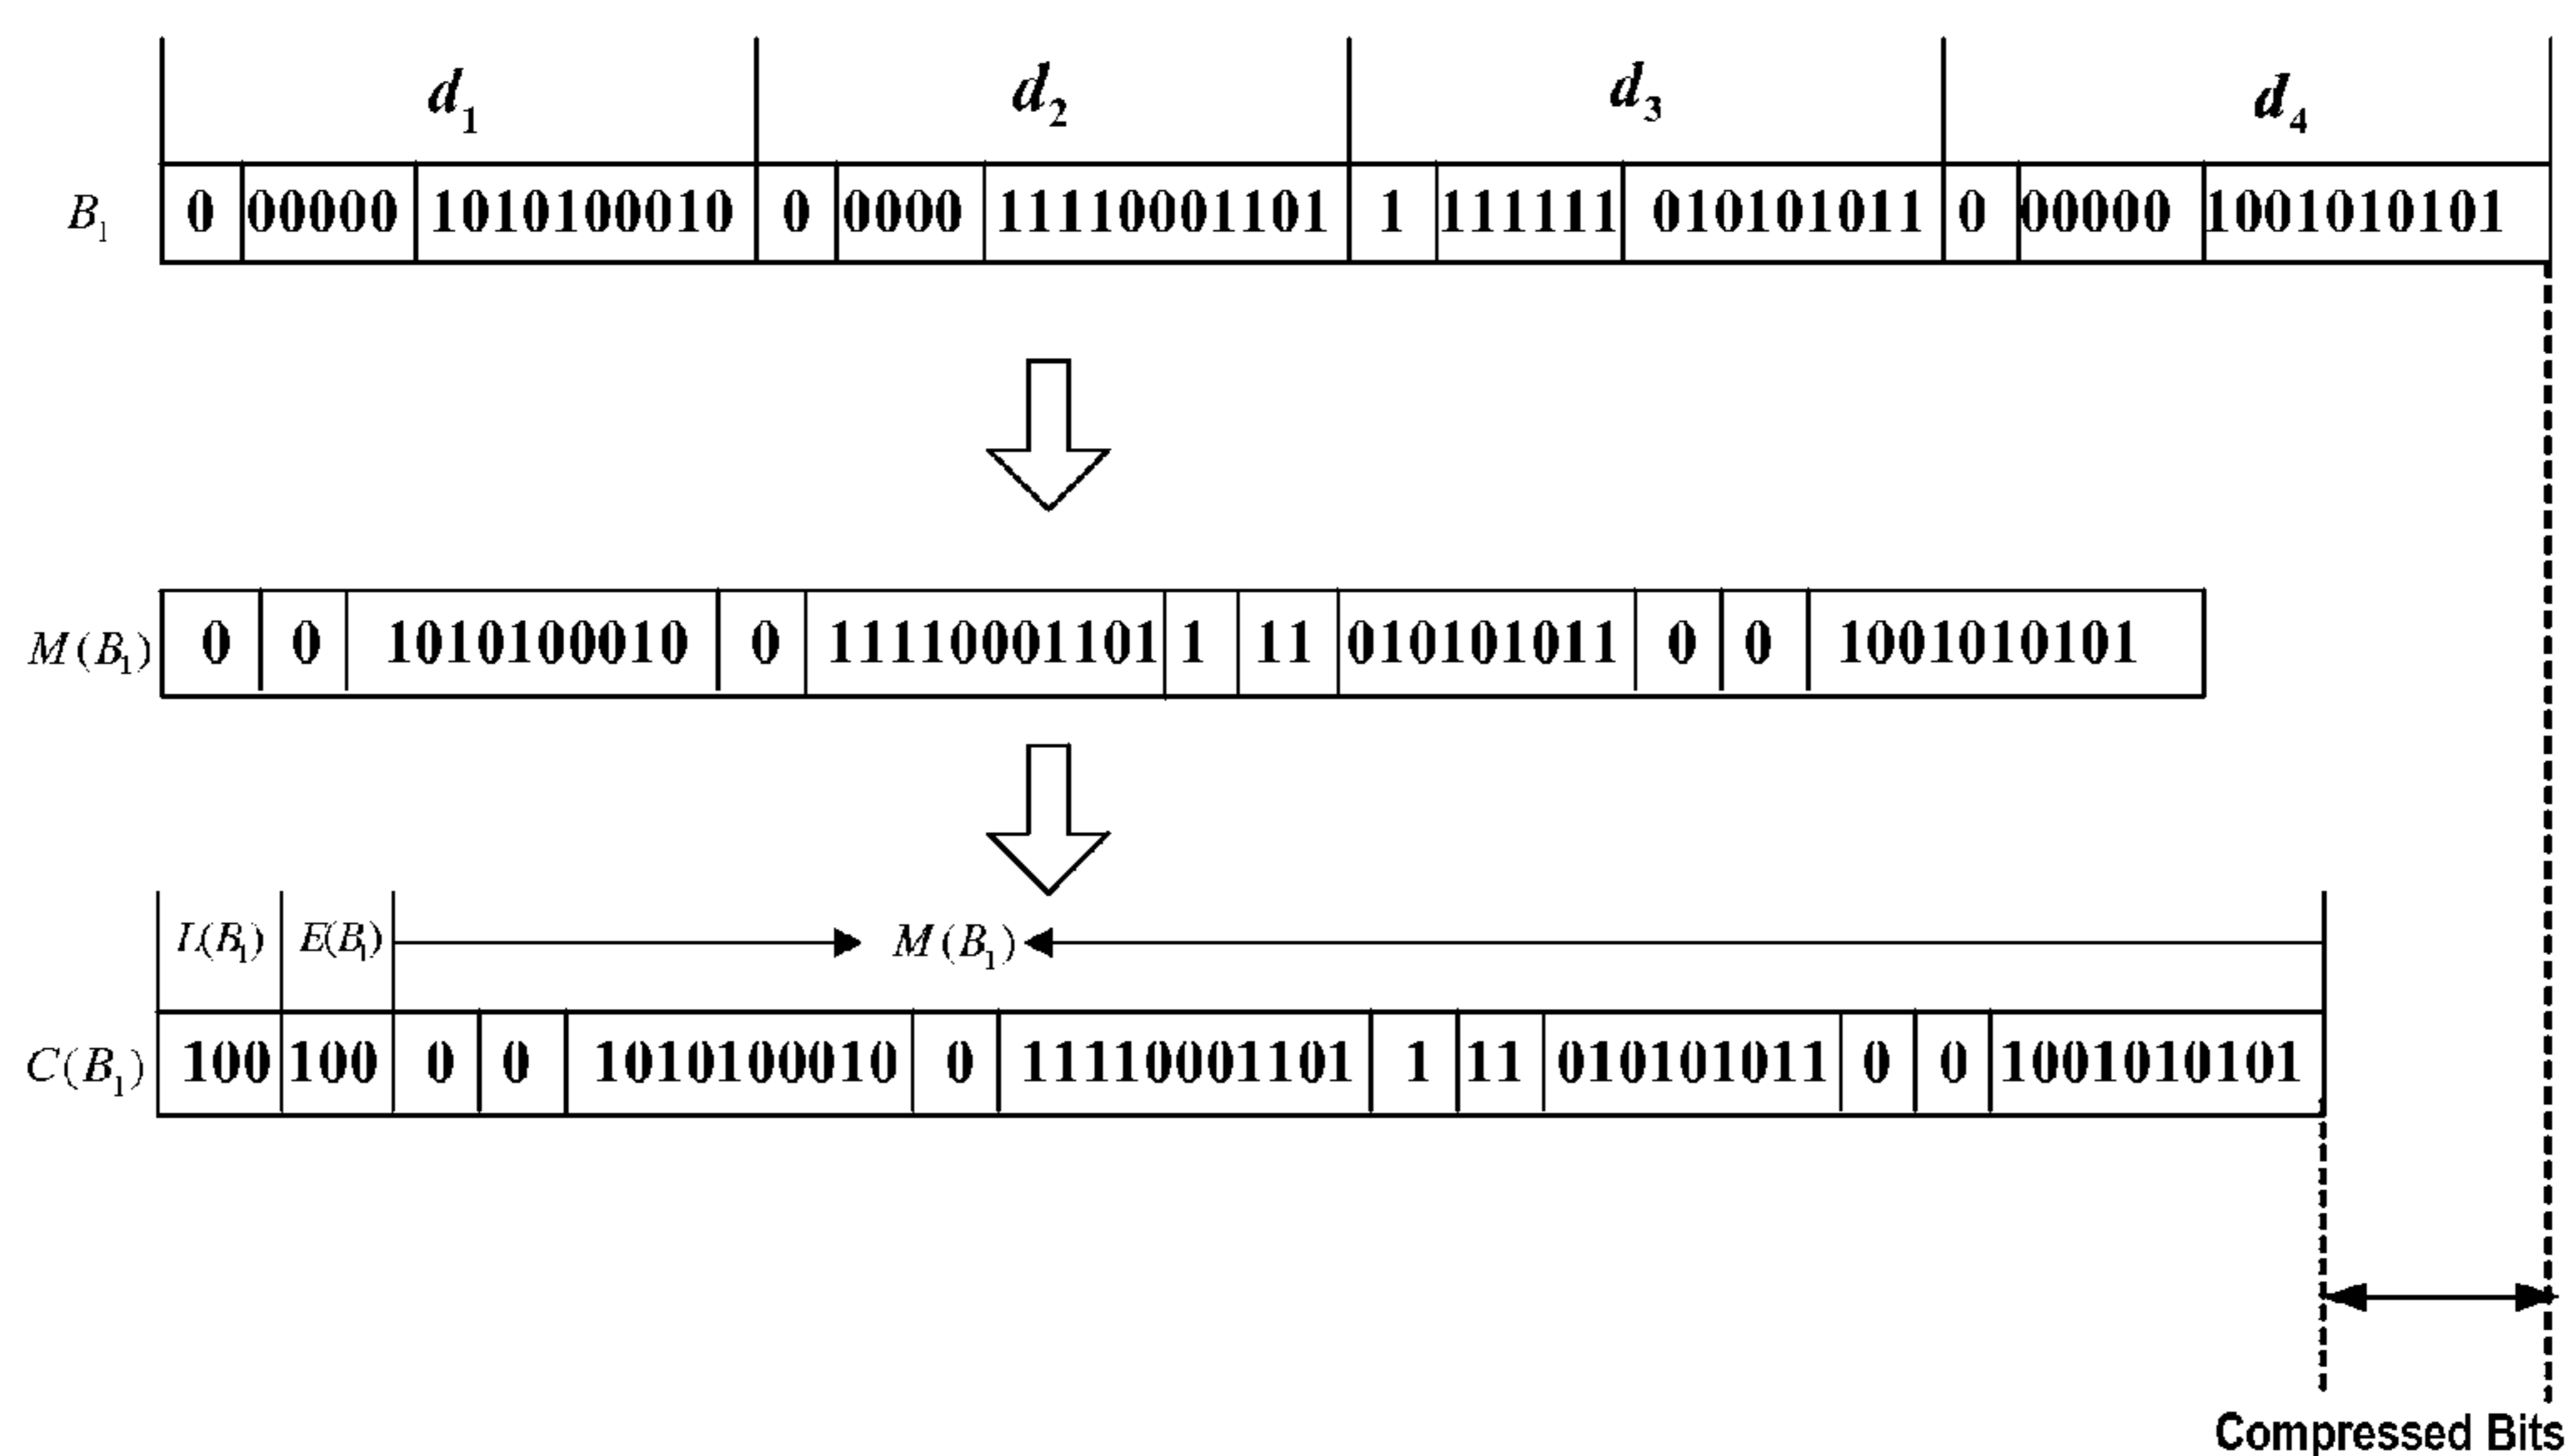 d₁ d₂ d₃ d₄
B₁ 0 00000 1010100010 0 0000 11110001101 1 111111 010101011 0 00000 1001010101
M(B₁) 0 0 1010100010 0 11110001101 1 11 010101011 0 0 1001010101
L(B₁) E(B₁) M(B₁)
C(B₁) 100 100 0 0 1010100010 0 11110001101 1 11 010101011 0 0 1001010101
Compressed Bits